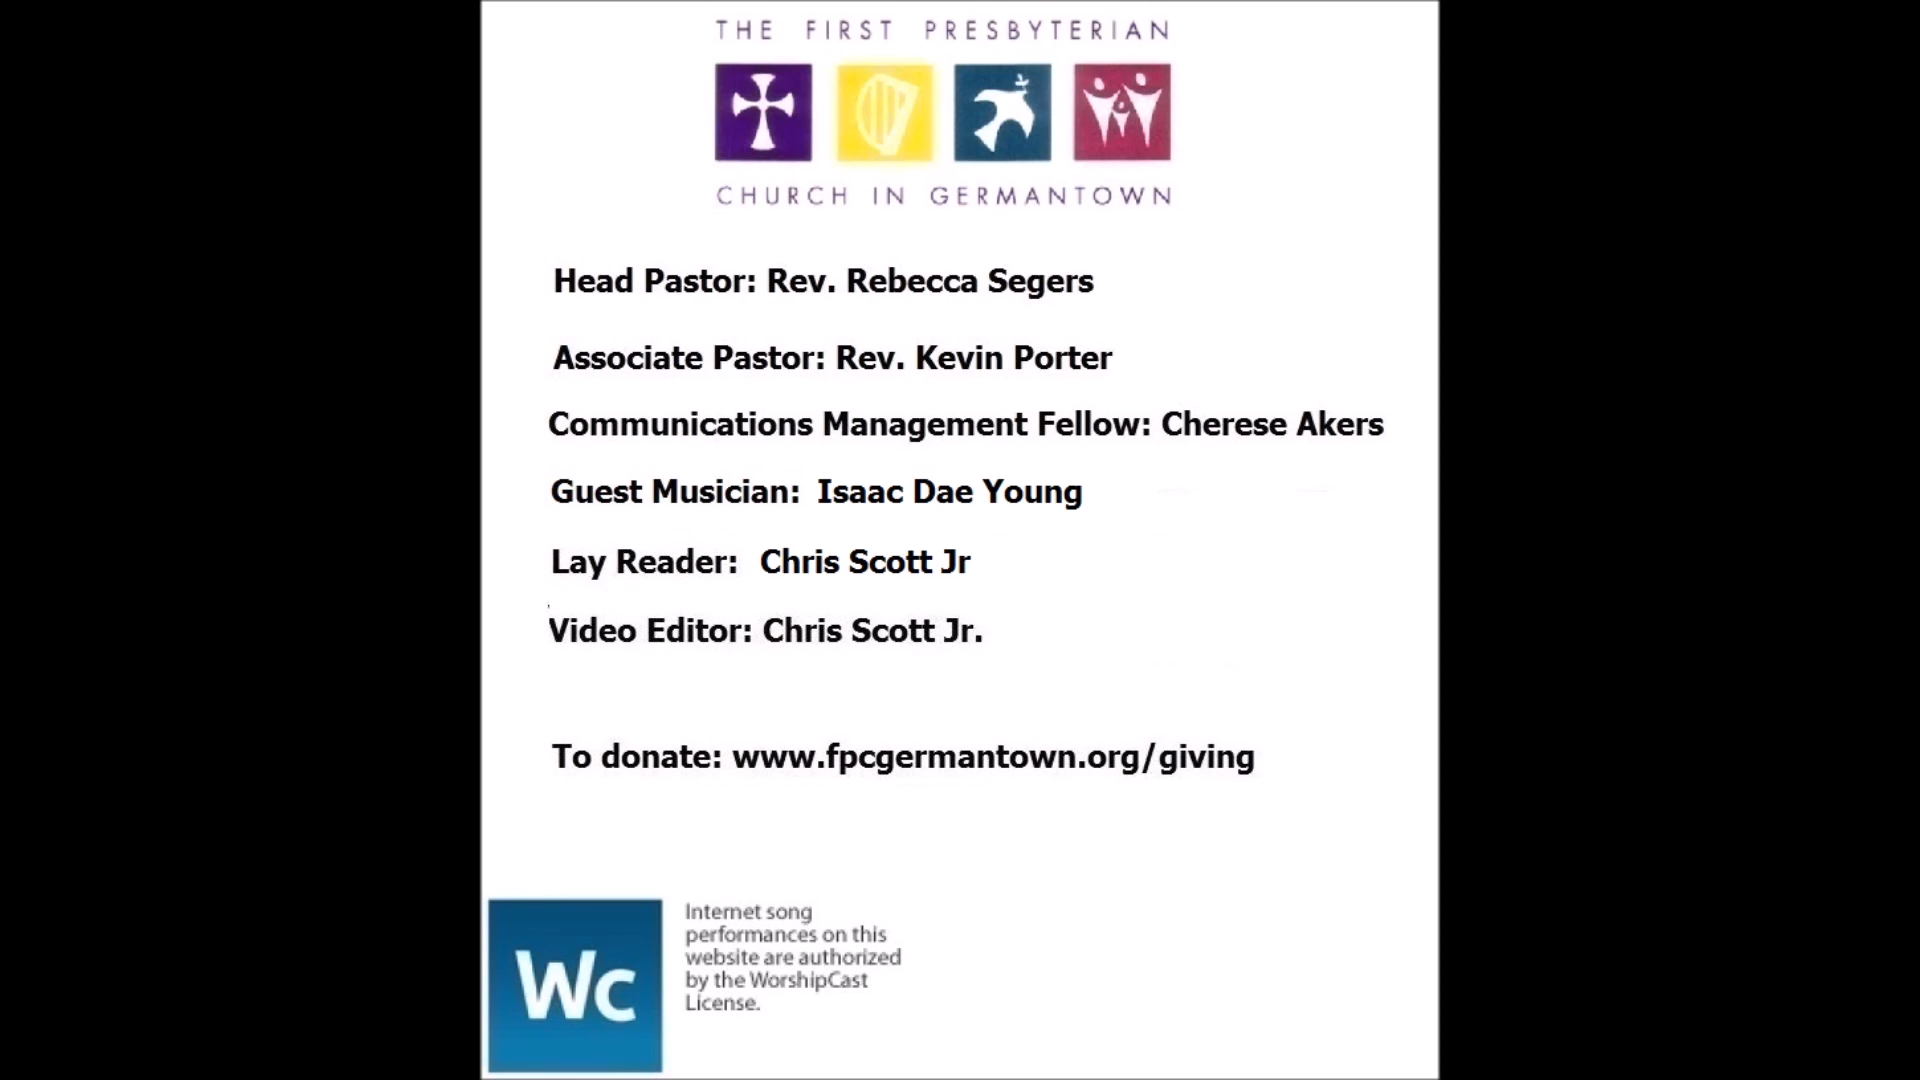 THE FIRST PRESBYTERIAN
CHURCH IN GERMANTOWN
Head Pastor: Rev. Rebecca Segers
Associate Pastor: Rev. Kevin Porter
Communications Management Fellow: Cherese Akers
Guest Musician: Isaac Dae Young
Lay Reader: Chris Scott Jr
Video Editor: Chris Scott Jr.
To donate: www.fpcgermantown.org/giving
Wc
Internet song
performances on this
website are authorized
by the WorshipCast
License.